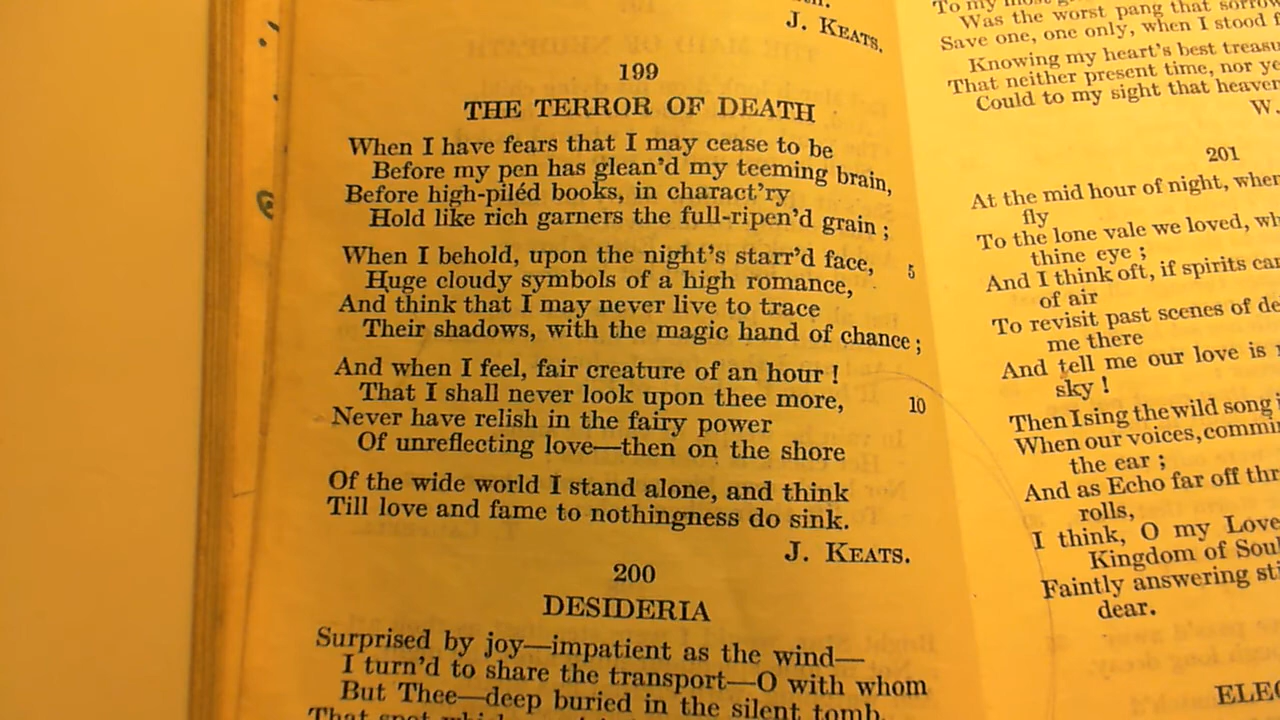 J. KEATS.
199
THE TERROR OF DEATH
When I have fears that I may cease to be
Before my pen has glean'd my teeming brain,
Before high-piléd books, in charact'ry
Hold like rich garners the full-ripen'd grain ;
When I behold, upon the night's starr'd face,
5
Huge cloudy symbols of a high romance,
And think that I may never live to trace
Their shadows, with the magic hand of chance ;
And when I feel, fair creature of an hour !
That I shall never look upon thee more,
10
Never have relish in the fairy power
Of unreflecting love—then on the shore
Of the wide world I stand alone, and think
Till love and fame to nothingness do sink.
J. KEATS.
200
DESIDERIA
Surprised by joy—impatient as the wind—
I turn'd to share the transport—O with whom
But Thee—deep buried in the silent tomb,
That spot which
To my
Was the worst pang that sorrow
Save one, one only, when I stood
Knowing my heart's best
That neither present time, nor
Could to my sight that
W.
201
At the mid hour of night, when
fly
To the lone vale we loved,
thine eye ;
And I think oft, if spirits can
of air
To revisit past scenes of
me there
And tell me our love is
sky !
Then I sing the wild song
When our voices,
the ear ;
And as Echo far off
rolls,
I think, O my Love
Kingdom of
Faintly answering
dear.